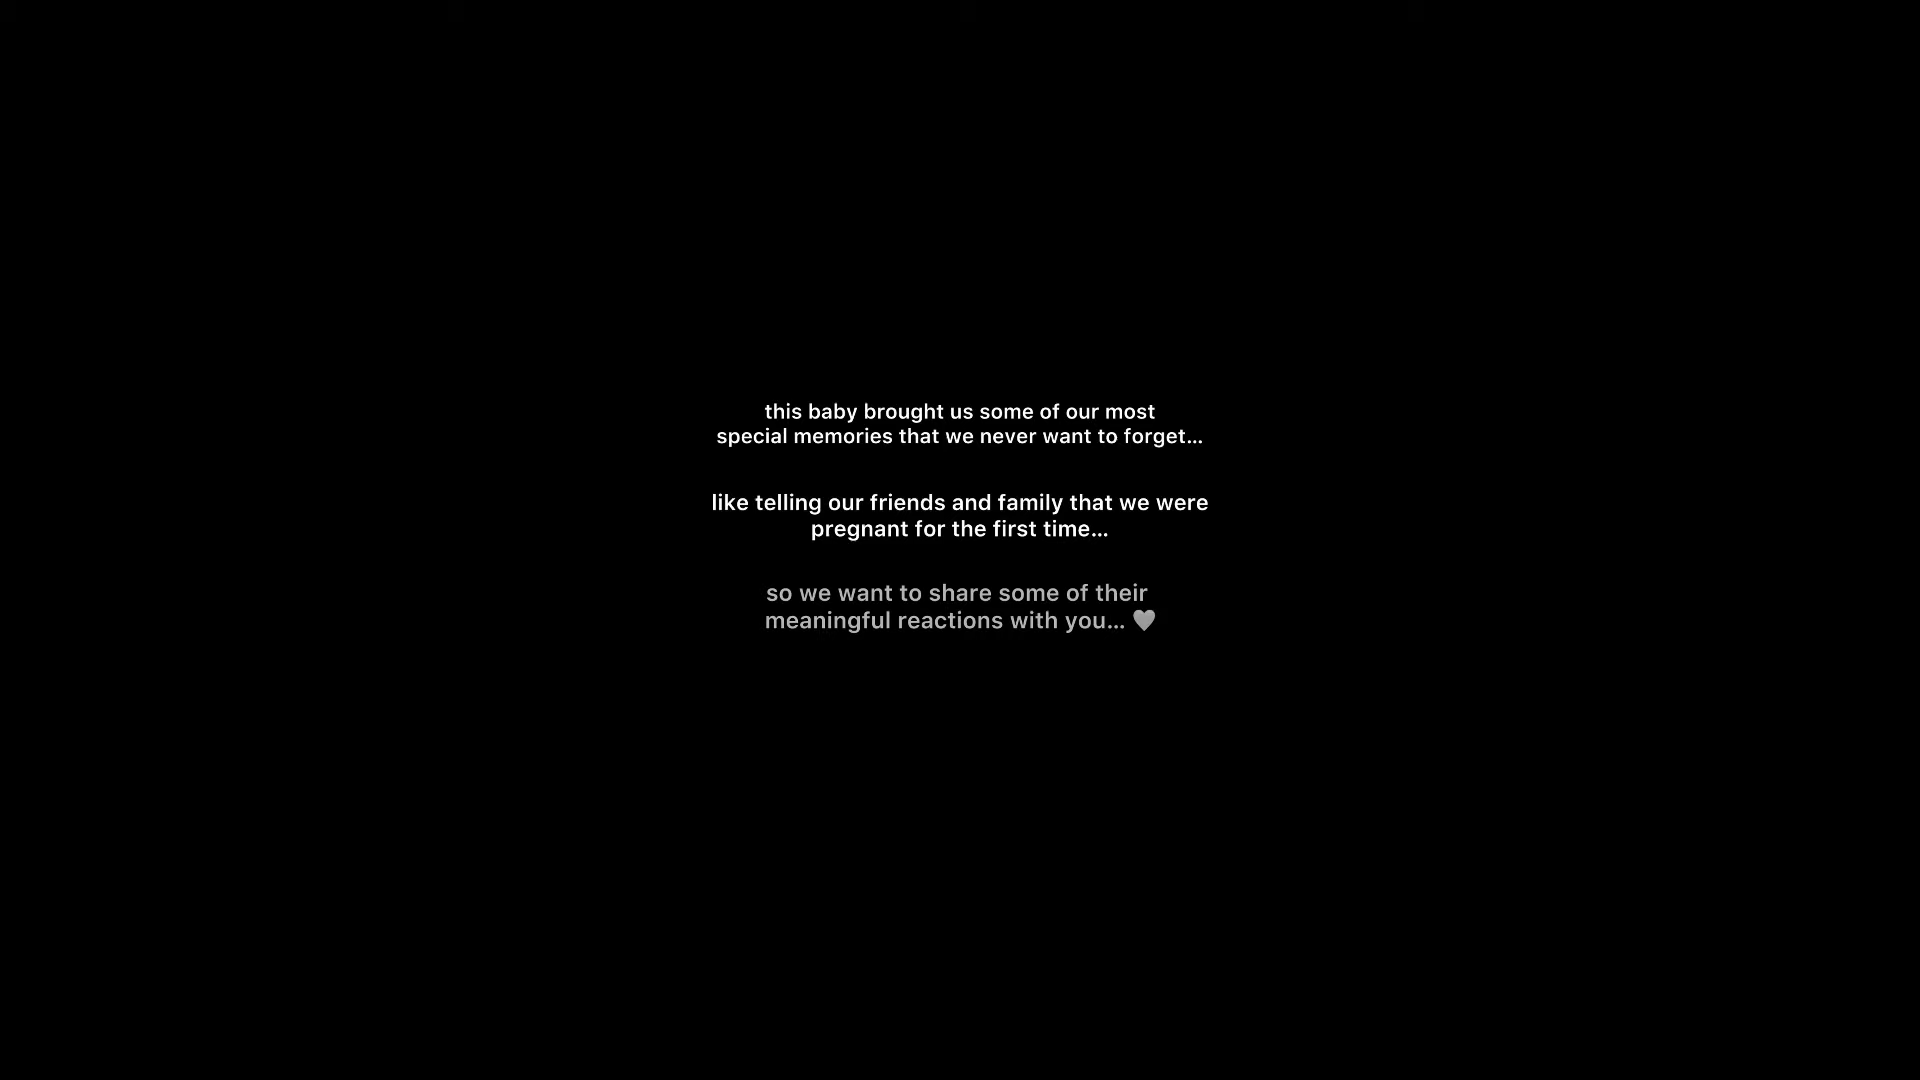 this baby brought us some of our most
special memories that we never want to forget...
like telling our friends and family that we were
pregnant for the first time...
so we want to share some of their
meaningful reactions with you... ♥